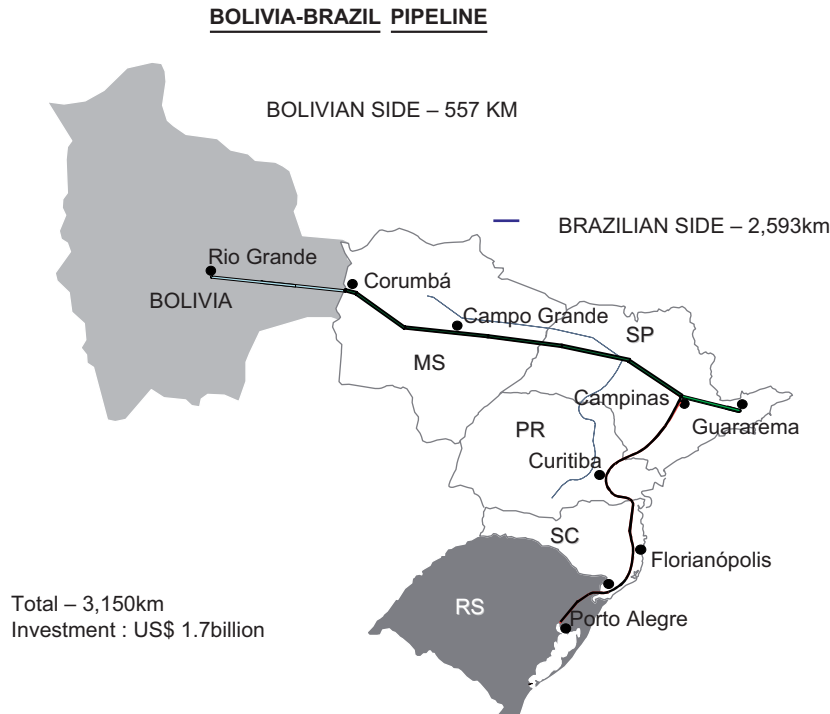 BOLIVIA-BRAZIL PIPELINE
BOLIVIAN SIDE – 557 KM
BRAZILIAN SIDE – 2,593km
Rio Grande
Corumbá
BOLIVIA
Campo Grande
SP
MS
Campinas
Guararema
PR
Curitiba
SC
Florianópolis
RS
Porto Alegre
Total – 3,150km
Investment : US$ 1.7billion